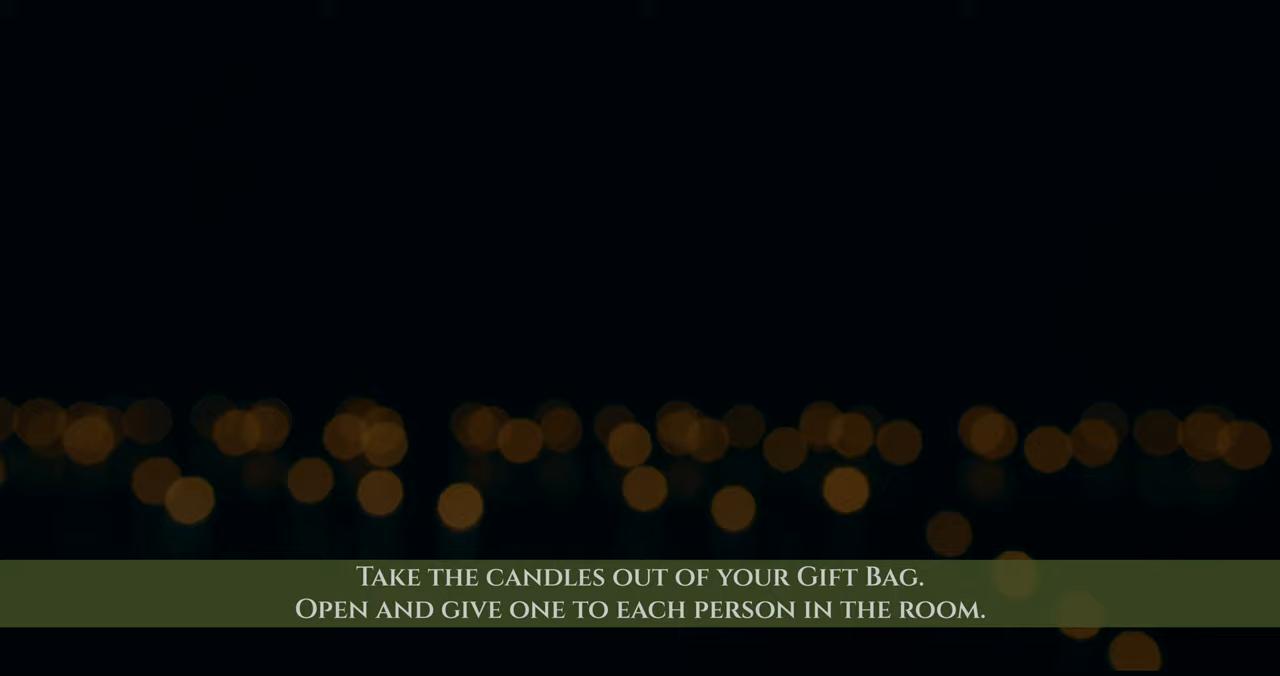 Take the candles out of your Gift Bag.
Open and give one to each person in the room.